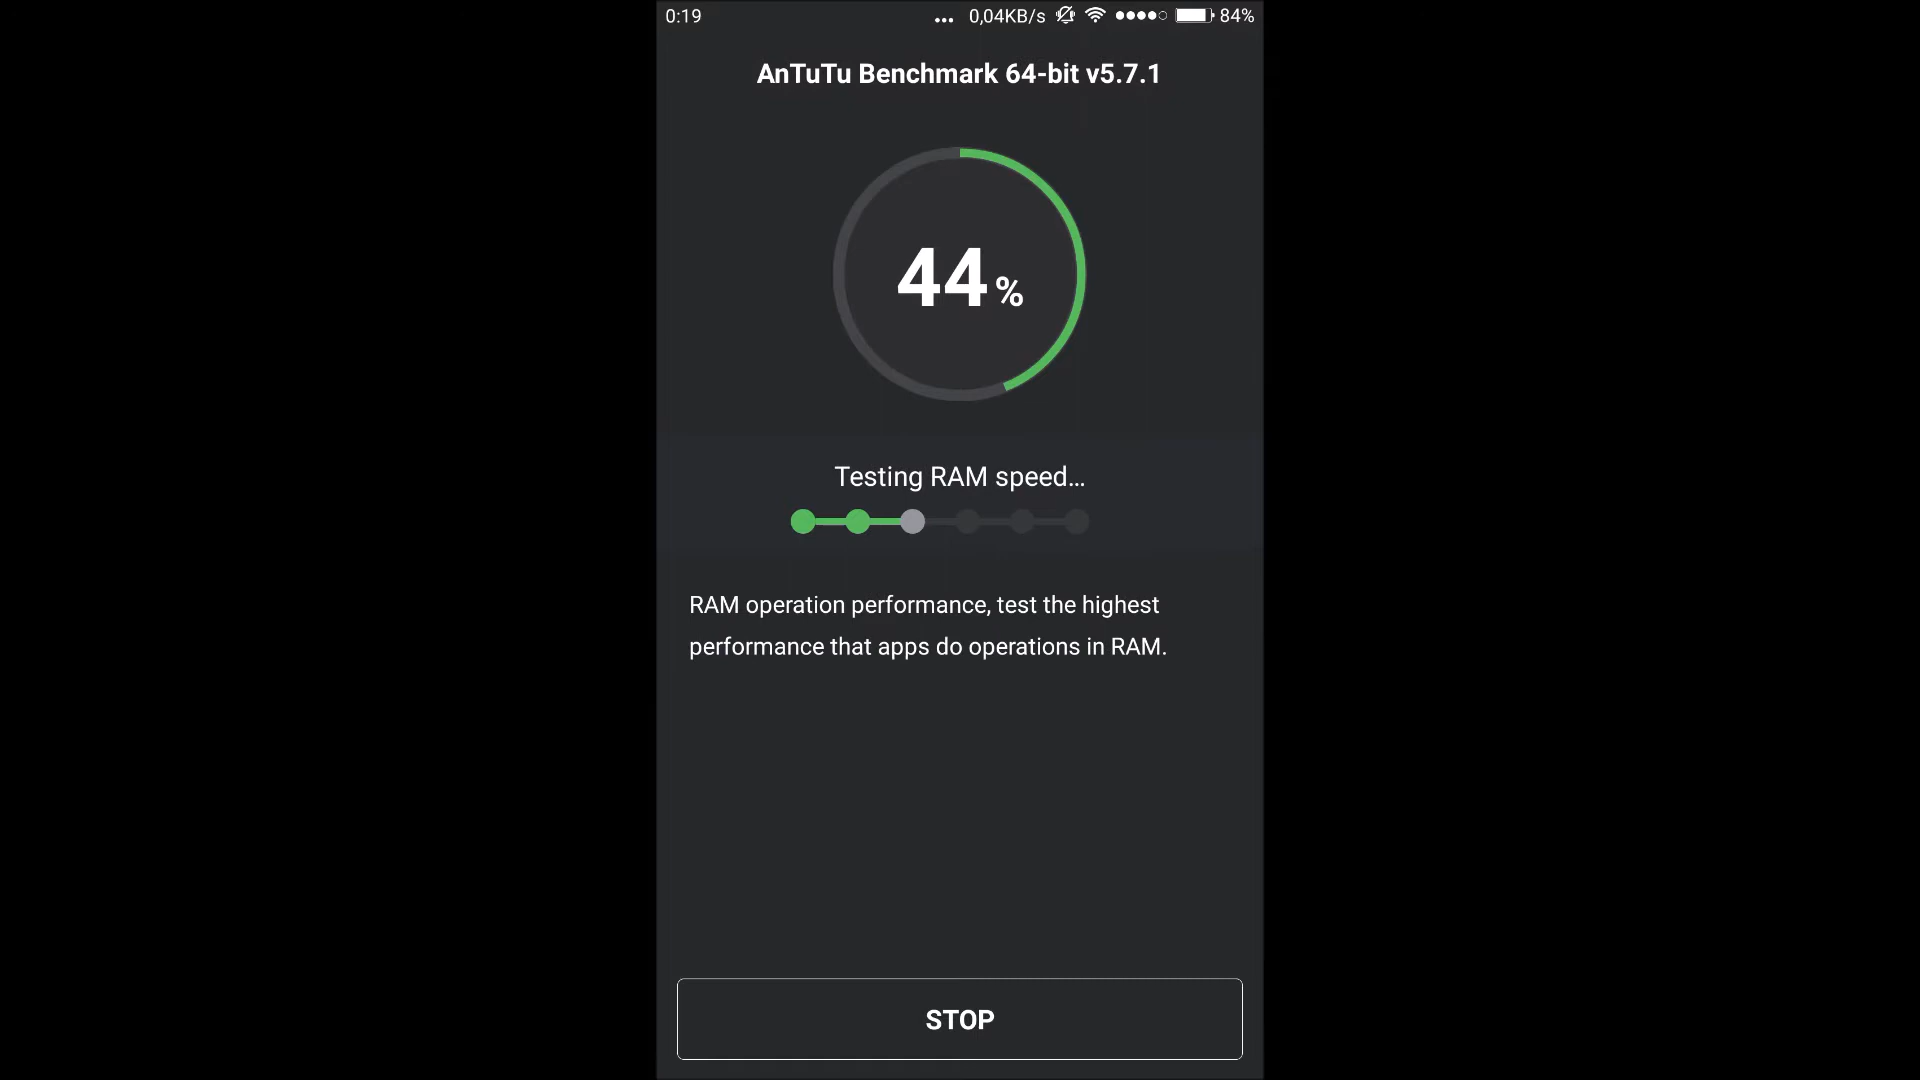 0:19 ... 0,04KB/s 84%
AnTuTu Benchmark 64-bit v5.7.1
44%
Testing RAM speed...
RAM operation performance, test the highest
performance that apps do operations in RAM.
STOP